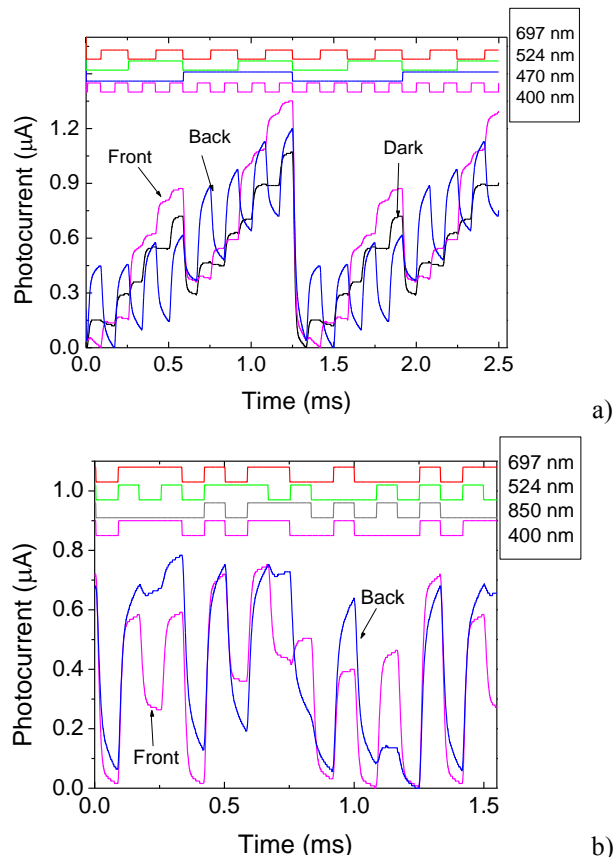 697 nm
524 nm
470 nm
400 nm
Photocurrent (μA)
1.2
0.9
0.6
0.3
0.0
Front
Back
Dark
0.0 0.5 1.0 1.5 2.0 2.5
Time (ms)
a)
697 nm
524 nm
850 nm
400 nm
Photocurrent (μA)
1.0
0.8
0.6
0.4
0.2
0.0
Back
Front
0.0 0.5 1.0 1.5
Time (ms)
b)